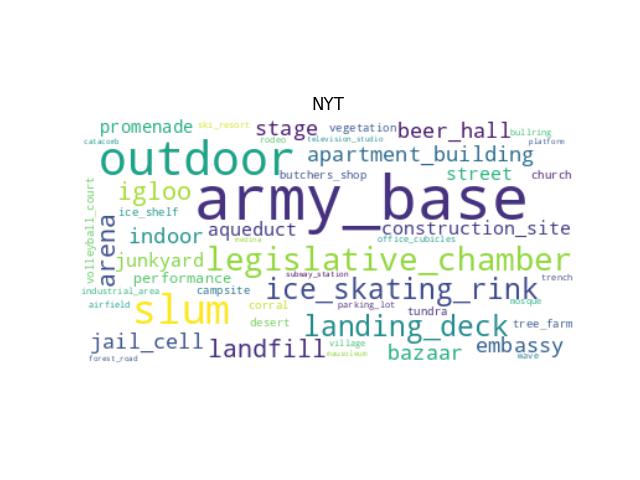 NYT
promenade ski_resort stage vegetation beer_hall bullring
catacomb rodeo television_studio platform
outdoor apartment_building
butchers_shop street church
igloo army_base
volleyball_court
ice_shelf
arena
aqueduct construction_site
indoor medina office_cubicles
junkyard legislative_chamber
performance subway_station trench
industrial_area campsite ice_skating_rink
airfield slum corral parking_lot mosque
tundra
desert landing_deck tree_farm
jail_cell landfill village bazaar embassy
forest_road mausoleum wave